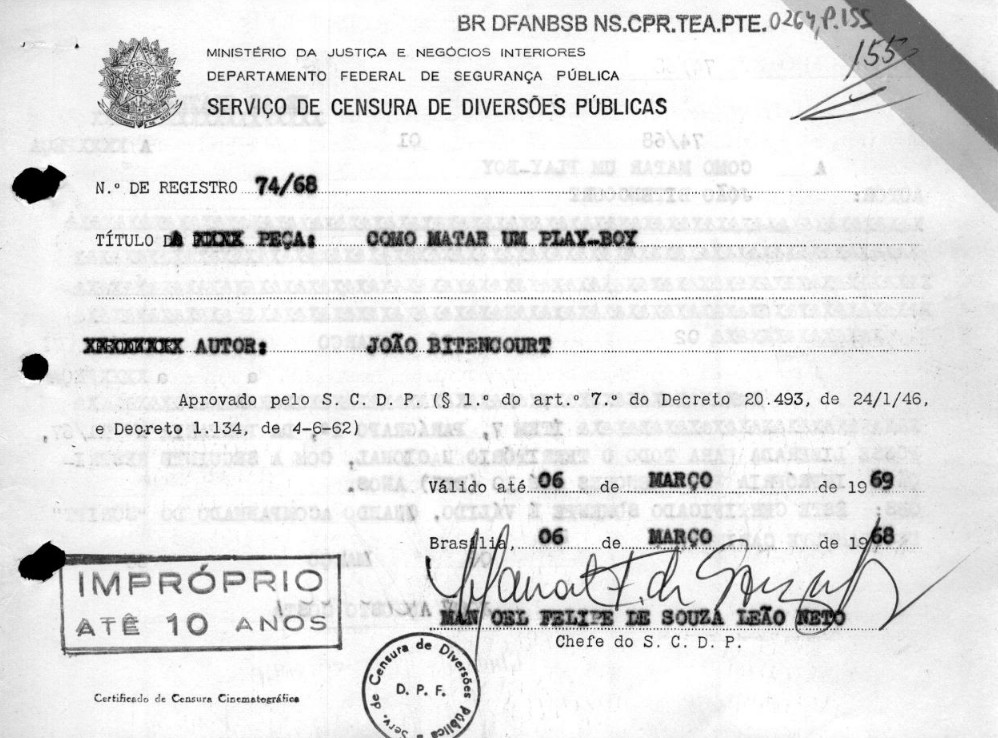 BR DFANBSB NS.CPR.TEA.PTE.0264, P.155
155
MINISTÉRIO DA JUSTIÇA E NEGÓCIOS INTERIORES
DEPARTAMENTO FEDERAL DE SEGURANÇA PÚBLICA
SERVIÇO DE CENSURA DE DIVERSÕES PÚBLICAS
N.º DE REGISTRO 74/68
TÍTULO DA XXXX PEÇA: COMO MATAR UM PLAY-BOY
XXXXXXXX AUTOR: JOÃO BITENCOURT
Aprovado pelo S. C. D. P. (§ 1.º do art.º 7.º do Decreto 20.493, de 24/1/46,
e Decreto 1.134, de 4-6-62)
Válido até 06 de MARÇO de 1969
Brasília, 06 de MARÇO de 1968
MANOEL FELIPE DE SOUZA LEÃO NETO
Chefe do S. C. D. P.
IMPRÓPRIO
ATÉ 10 ANOS
Serv. de Censura de Diversões Públicas
D. P. F.
Certificado de Censura Cinematográfica